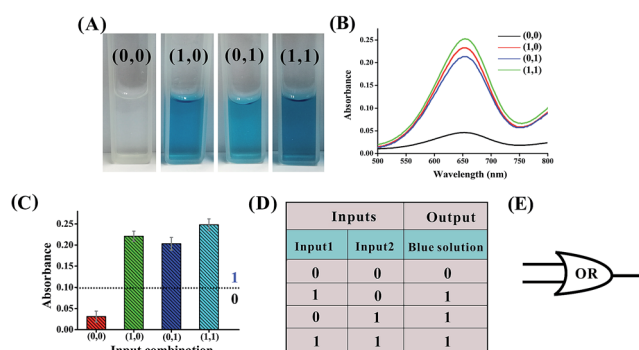 (A)
(0,0) (1,0) (0,1) (1,1)
(B)
(0,0)
(1,0)
(0,1)
(1,1)
Absorbance
0.25
0.20
0.15
0.10
0.05
0.00
500 550 600 650 700 750 800
Wavelength (nm)
(C)
Absorbance
0.25
0.20
0.15
0.10
0.05
0.00
1
0
(0,0) (1,0) (0,1) (1,1)
Input combination
(D)
Inputs Output
Input1 Input2 Blue solution
0 0 0
1 0 1
0 1 1
1 1 1
(E)
OR